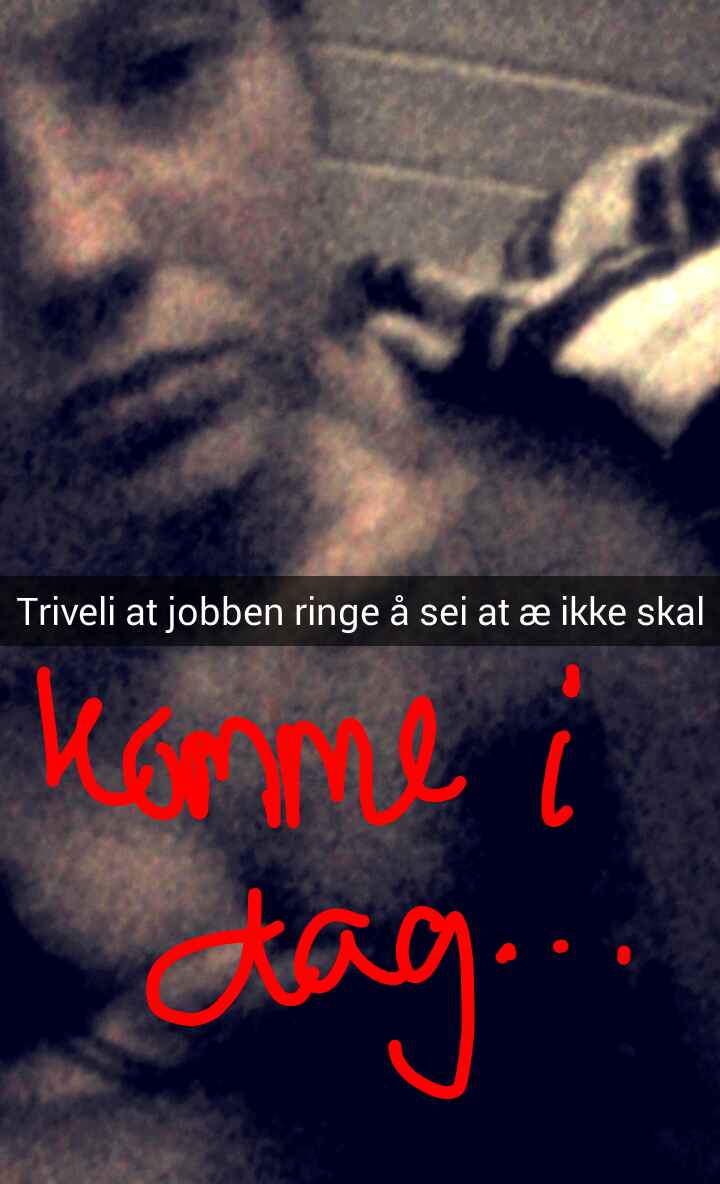 Triveli at jobben ringe å sei at æ ikke skal
komme i
dag...